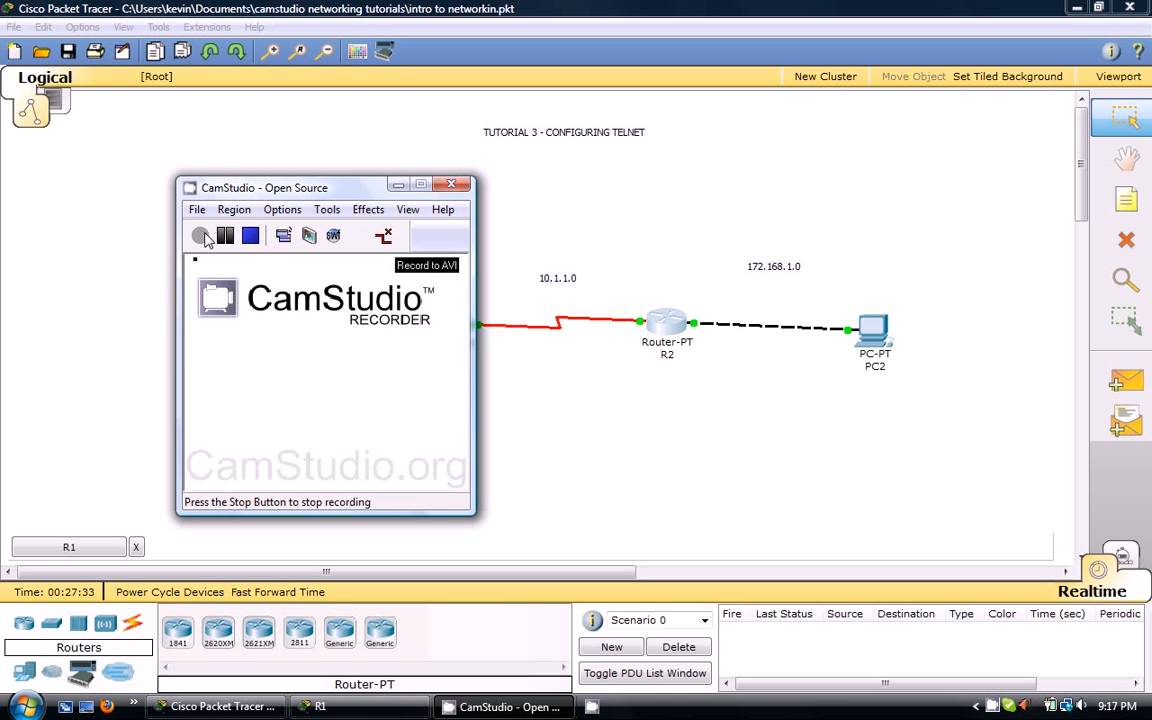 Cisco Packet Tracer - C:\Users\kevin\Documents\camstudio networking tutorials\intro to networkin.pkt
File Edit Options View Tools Extensions Help
Logical [Root] New Cluster Move Object Set Tiled Background Viewport
TUTORIAL 3 - CONFIGURING TELNET
CamStudio - Open Source
File Region Options Tools Effects View Help
SWF
Record to AVI
CamStudio™
RECORDER
CamStudio.org
Press the Stop Button to stop recording
10.1.1.0
172.168.1.0
Router-PT
R2
PC-PT
PC2
R1 X
Time: 00:27:33 Power Cycle Devices Fast Forward Time Realtime
Routers
1841 2620XM 2621XM 2811 Generic Generic
Router-PT
Scenario 0
New Delete
Toggle PDU List Window
Fire Last Status Source Destination Type Color Time (sec) Periodic
Cisco Packet Tracer ... R1 CamStudio - Open ... 9:17 PM